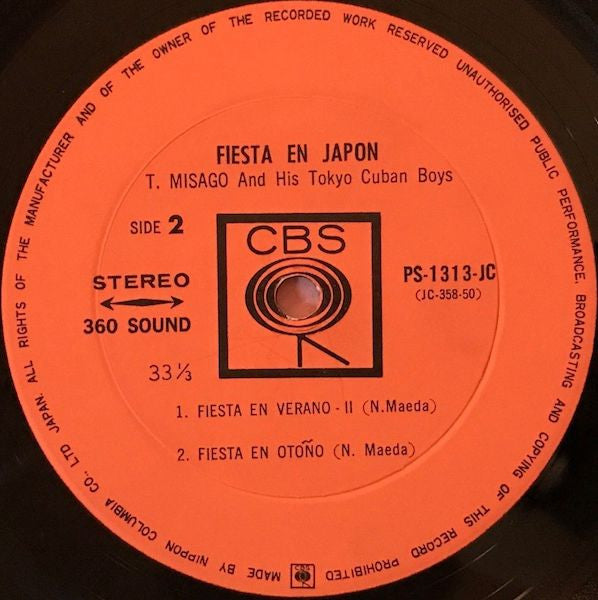 ALL RIGHTS OF THE MANUFACTURER AND OF THE OWNER OF THE RECORDED WORK RESERVED UNAUTHORISED PUBLIC PERFORMANCE, BROADCASTING AND COPYING OF THIS RECORD PROHIBITED
FIESTA EN JAPON
T. MISAGO And His Tokyo Cuban Boys
SIDE 2
CBS
STEREO
360 SOUND
PS-1313-JC
(JC-358-50)
33 1/3
1. FIESTA EN VERANO - II (N.Maeda)
2. FIESTA EN OTOÑO (N. Maeda)
CBS
MADE BY NIPPON COLUMBIA CO., LTD JAPAN.